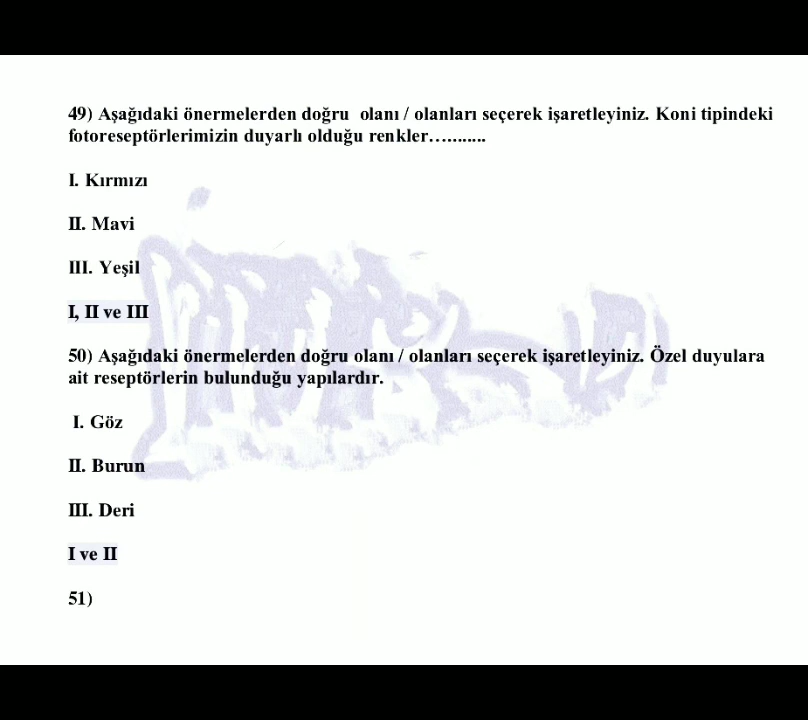 49) Aşağıdaki önermelerden doğru olanı / olanları seçerek işaretleyiniz. Koni tipindeki
fotoreseptörlerimizin duyarlı olduğu renkler…..........
I. Kırmızı
II. Mavi
III. Yeşil
I, II ve III
50) Aşağıdaki önermelerden doğru olanı / olanları seçerek işaretleyiniz. Özel duyulara
ait reseptörlerin bulunduğu yapılardır.
I. Göz
II. Burun
III. Deri
I ve II
51)